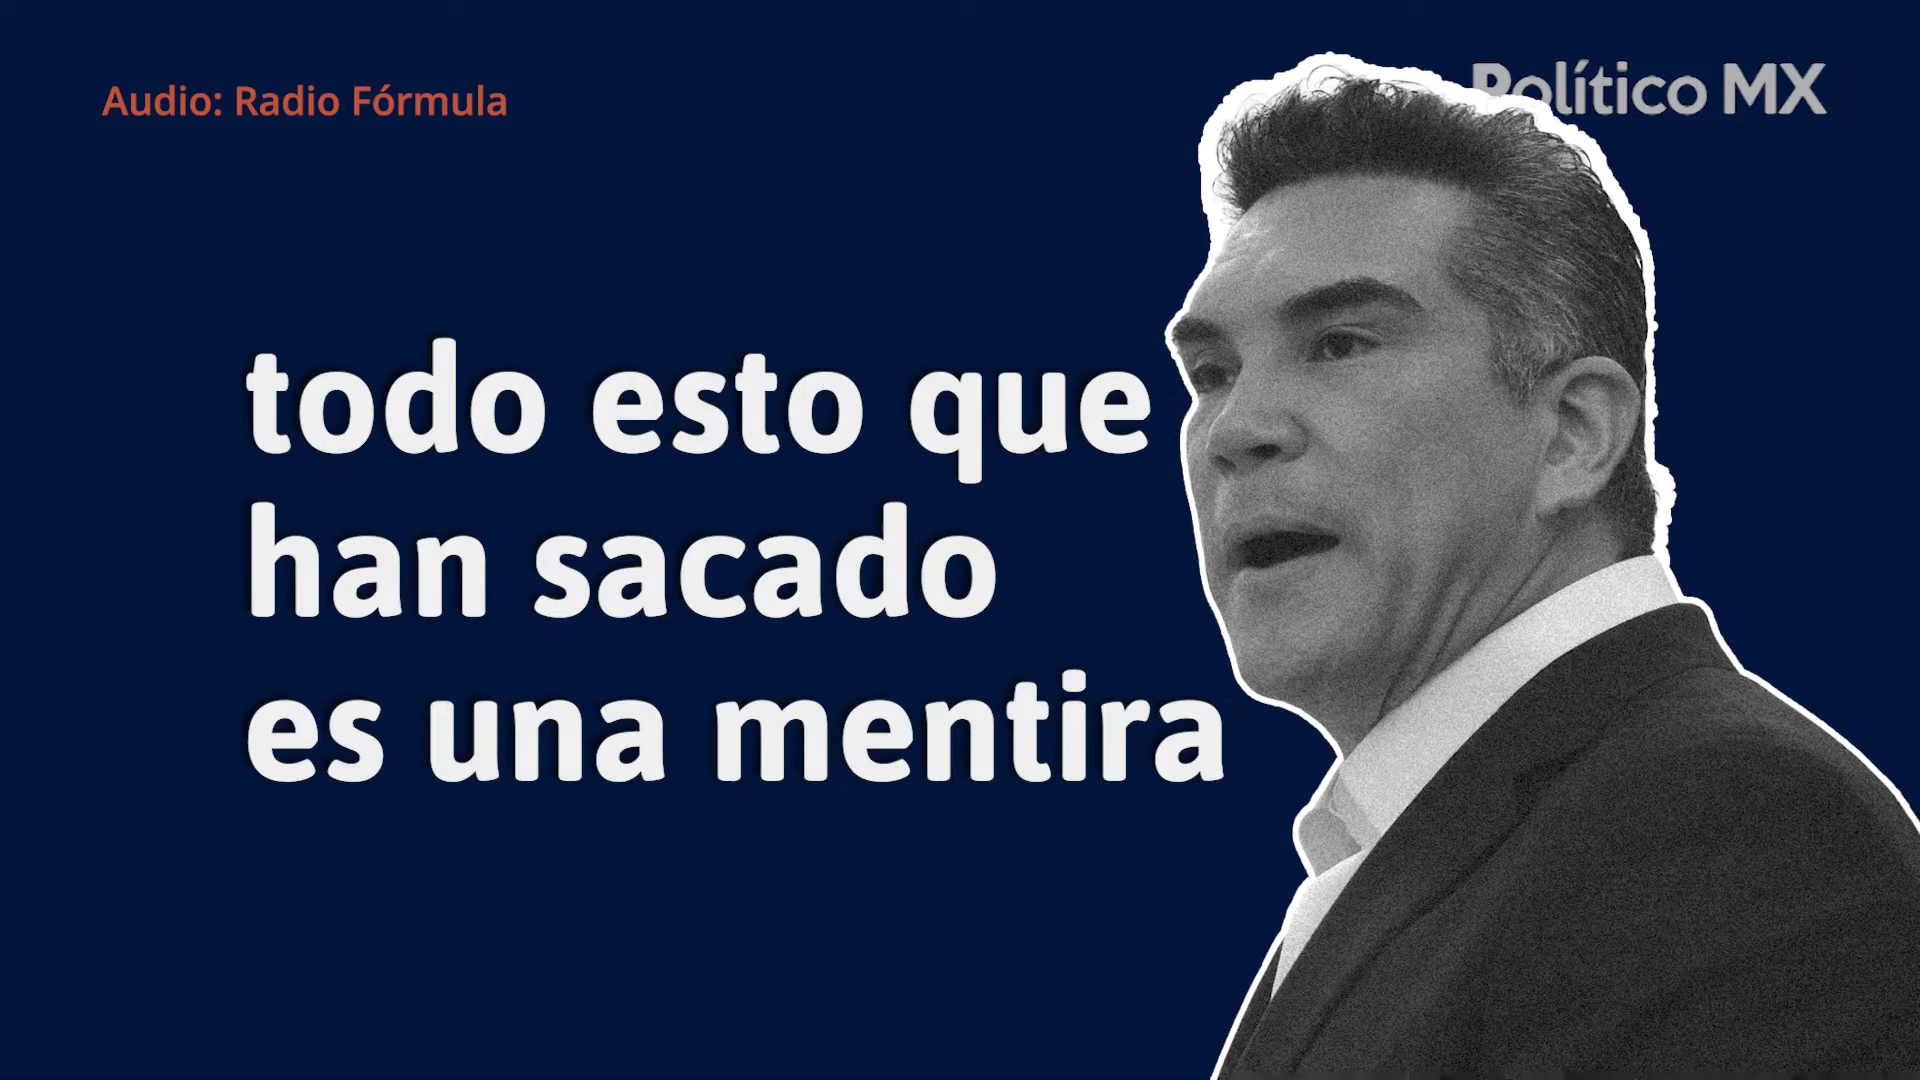 Audio: Radio Fórmula
Político MX
todo esto que
han sacado
es una mentira